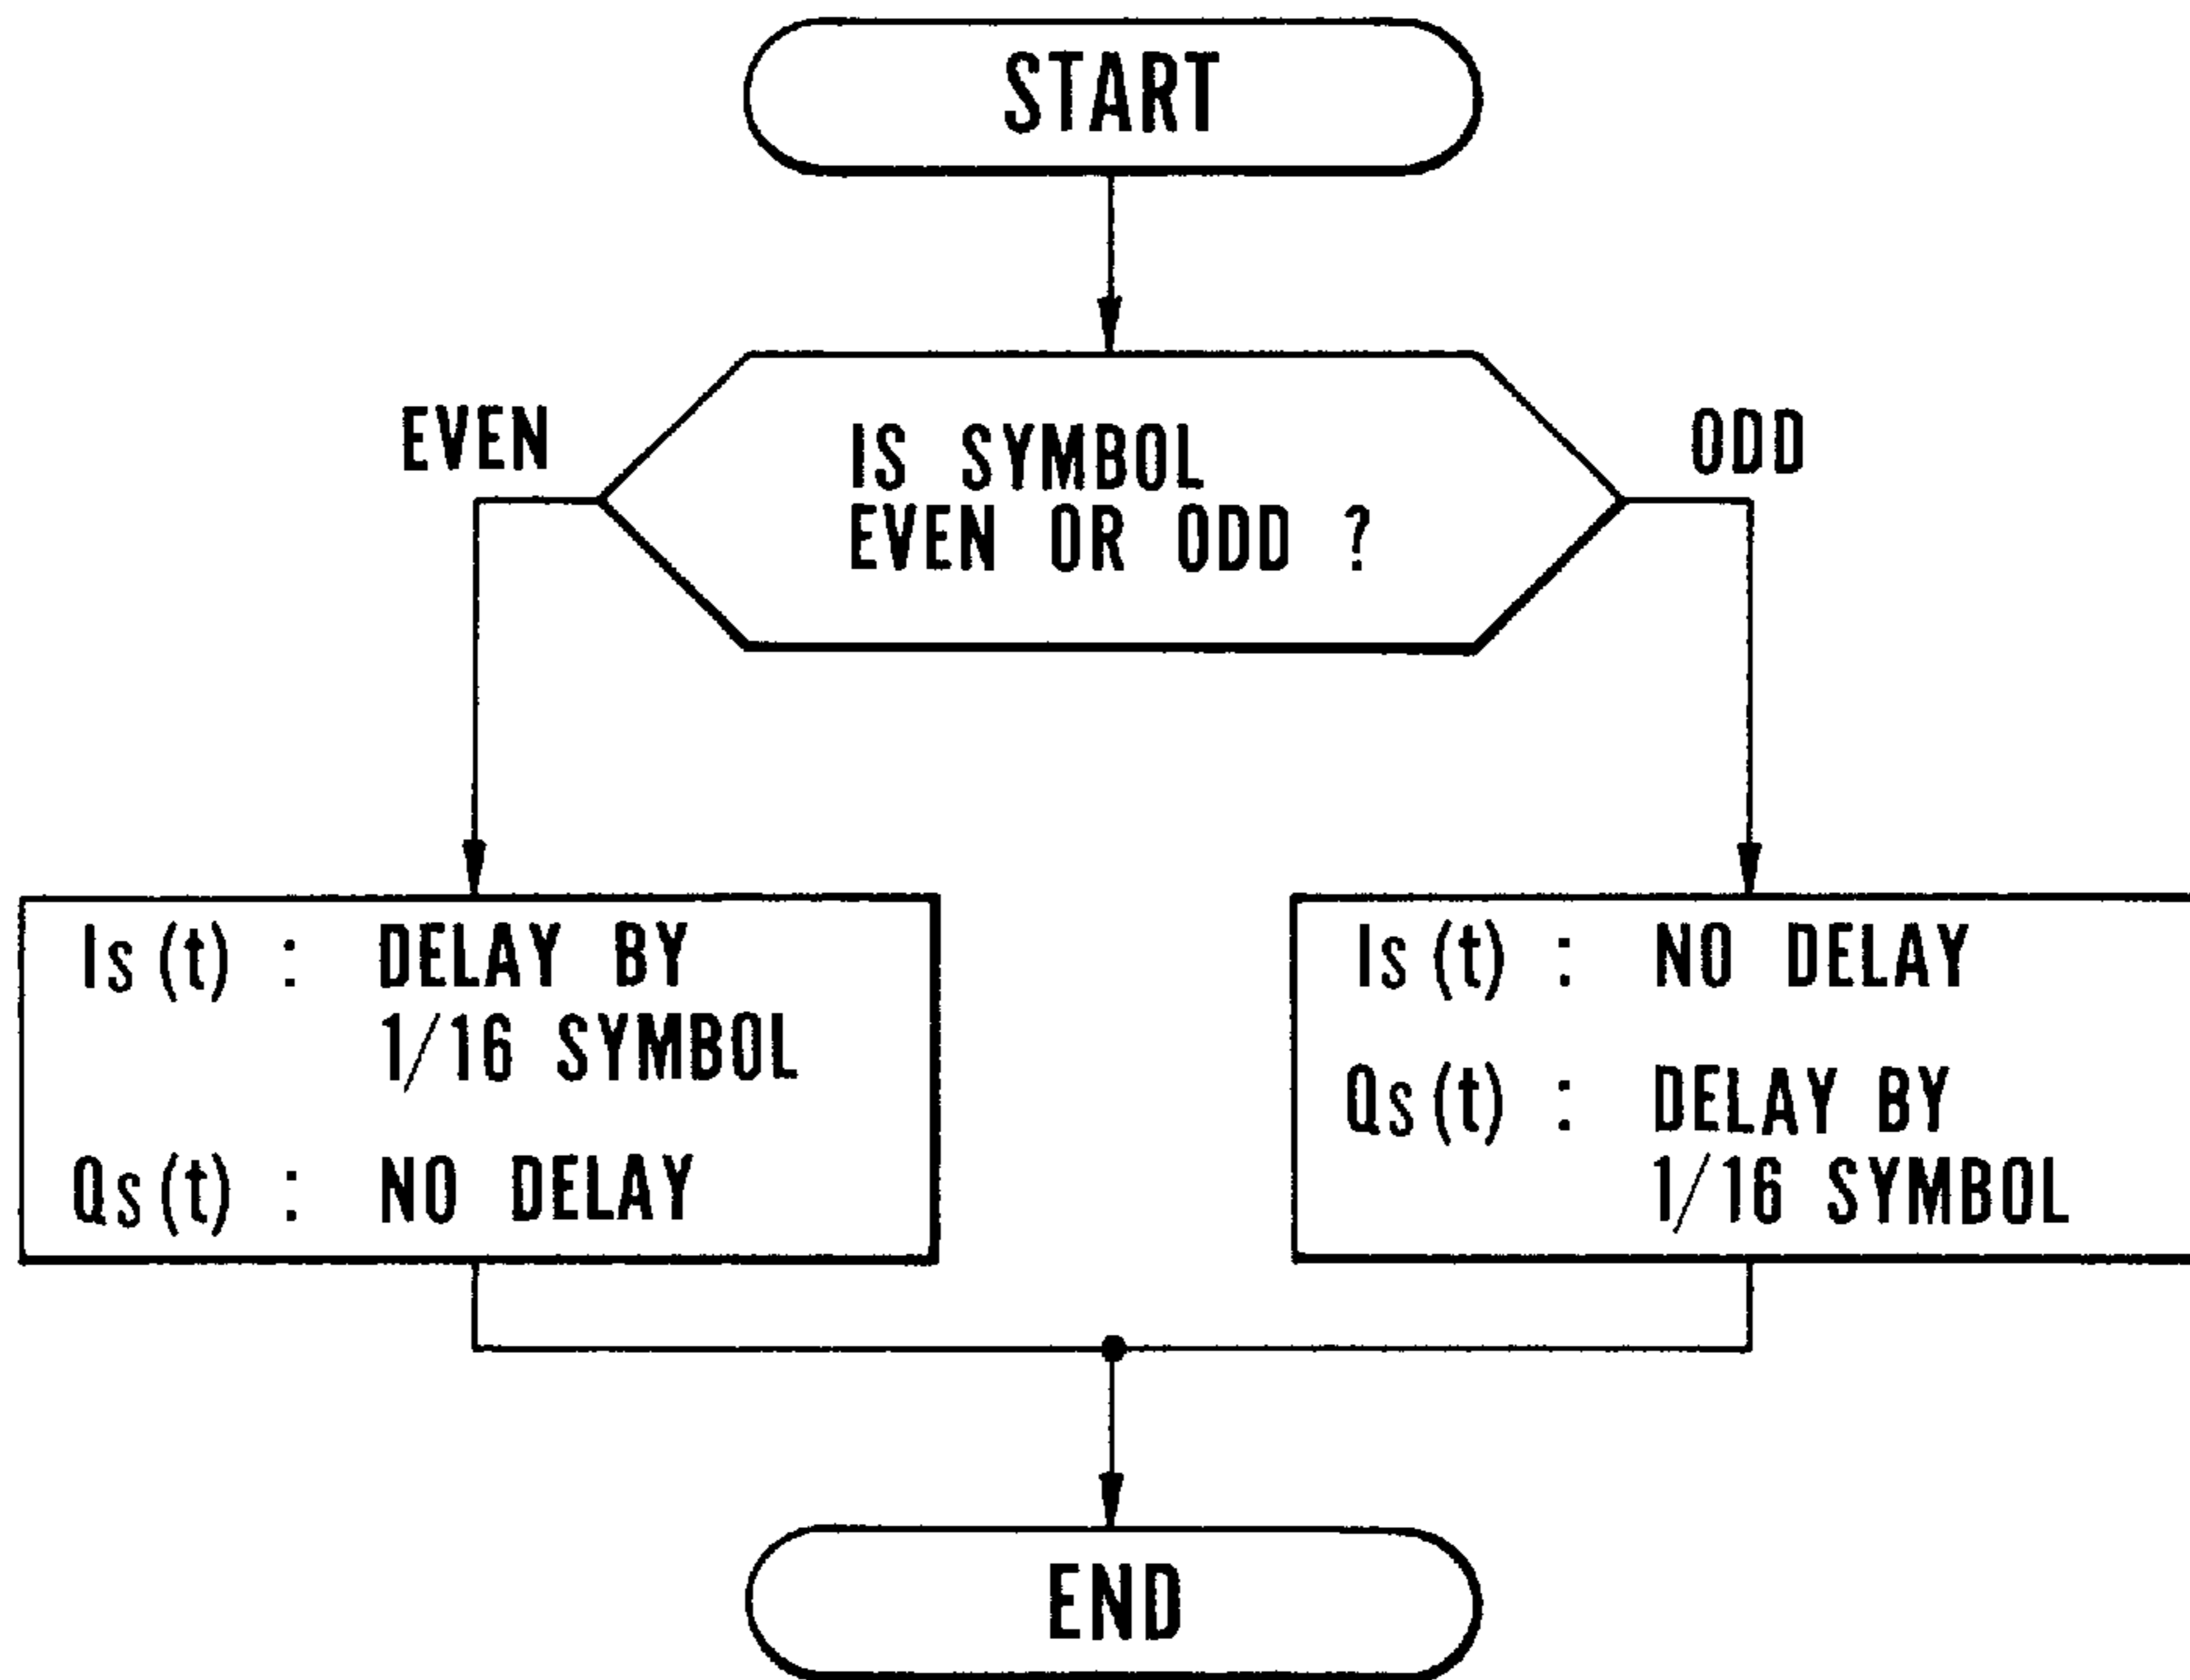 START
EVEN
IS SYMBOL
EVEN OR ODD ?
ODD
Is(t) : DELAY BY
1/16 SYMBOL
Qs(t) : NO DELAY
Is(t) : NO DELAY
Qs(t) : DELAY BY
1/16 SYMBOL
END